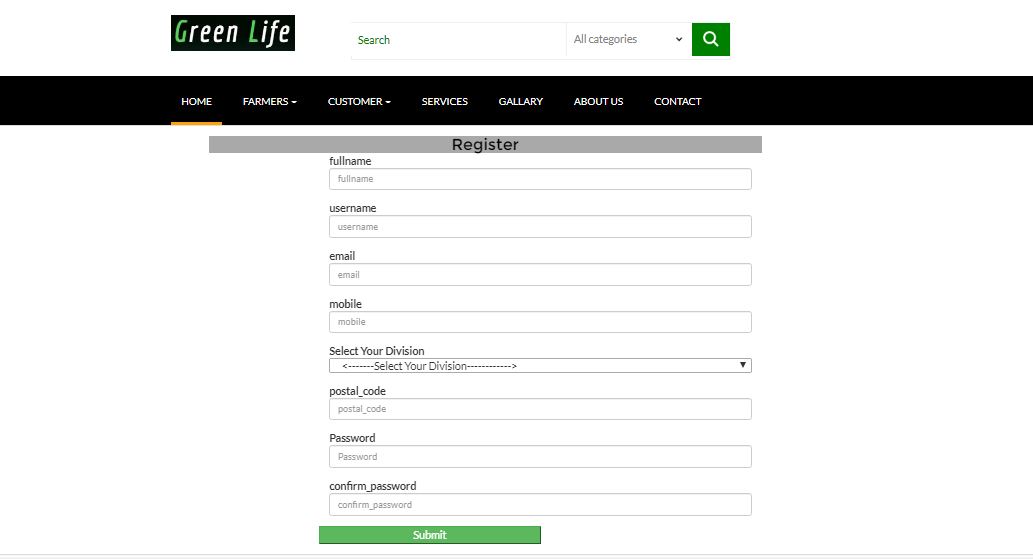 Green Life
Search All categories
HOME FARMERS CUSTOMER SERVICES GALLARY ABOUT US CONTACT
Register
fullname
fullname
username
username
email
email
mobile
mobile
Select Your Division
<-------Select Your Division------------>
postal_code
postal_code
Password
Password
confirm_password
confirm_password
Submit